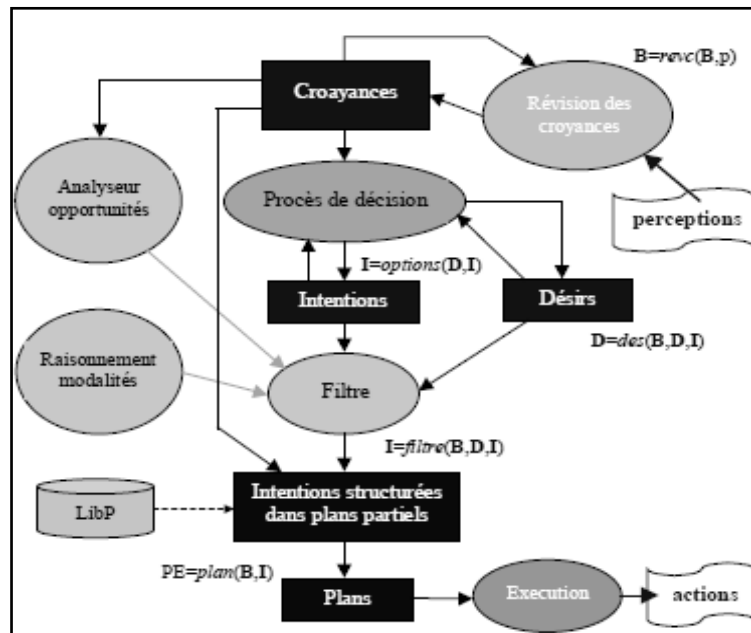 B=revc(B,p)
Croayances
Révision des
croyances
Analyseur
opportunités
Procès de décision
perceptions
I=options(D,I)
Intentions
Désirs
D=des(B,D,I)
Raisonnement
modalités
Filtre
I=filtre(B,D,I)
Intentions structurées
dans plans partiels
LibP
PE=plan(B,I)
Plans
Execution
actions